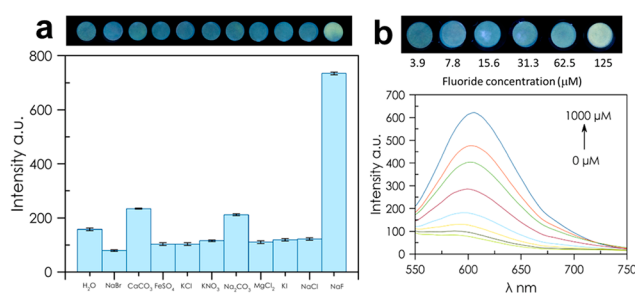 a
800
600
400
200
0
Intensity a.u.
H₂O NaBr CaCO₃ FeSO₄ KCl KNO₃ Na₂CO₃ MgCl₂ KI NaCl NaF
b
3.9 7.8 15.6 31.3 62.5 125
Fluoride concentration (μM)
700
600
500
400
300
200
100
0
Intensity a.u.
1000 μM
0 μM
550 600 650 700 750
λ nm